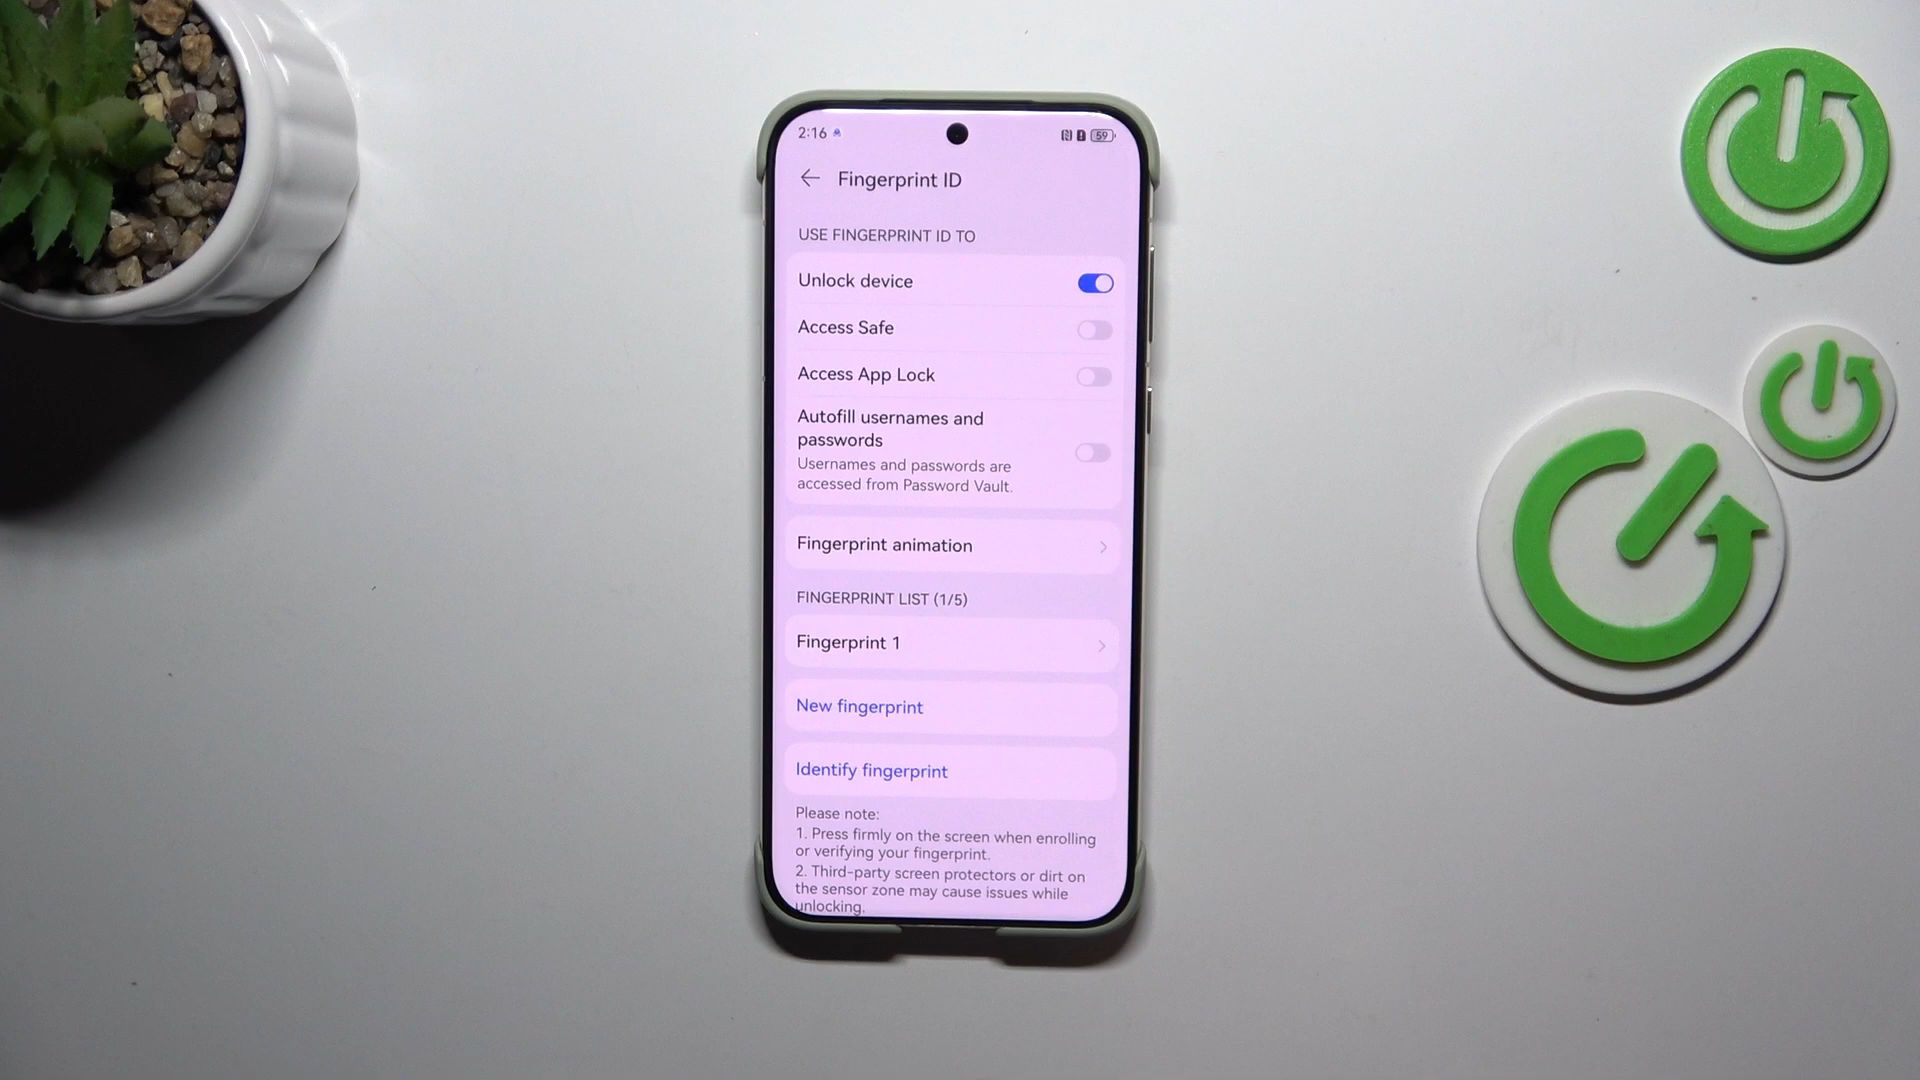 2:16
59
Fingerprint ID
USE FINGERPRINT ID TO
Unlock device
Access Safe
Access App Lock
Autofill usernames and
passwords
Usernames and passwords are
accessed from Password Vault.
Fingerprint animation
FINGERPRINT LIST (1/5)
Fingerprint 1
New fingerprint
Identify fingerprint
Please note:
1. Press firmly on the screen when enrolling
or verifying your fingerprint.
2. Third-party screen protectors or dirt on
the sensor zone may cause issues while
unlocking.